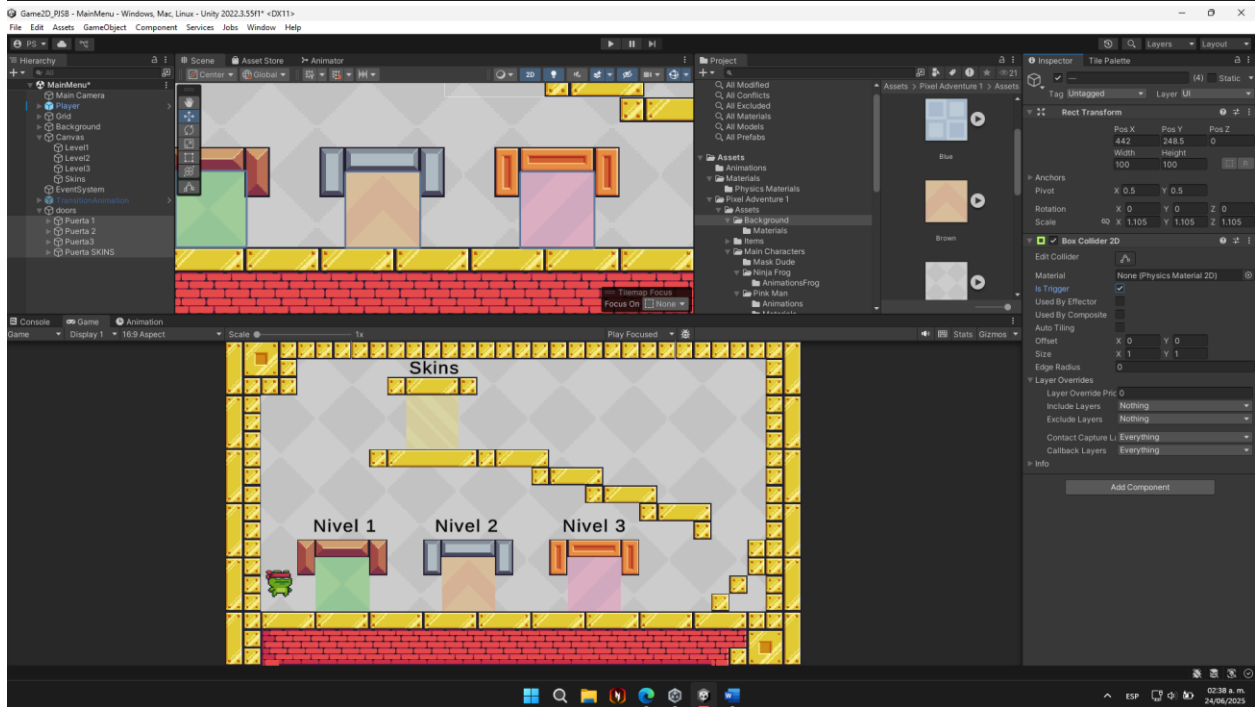 Game2D_PJSB - MainMenu - Windows, Mac, Linux - Unity 2022.3.55f1* <DX11>
File Edit Assets GameObject Component Services Jobs Window Help
PS
Layers Layout
Hierarchy
All
MainMenu*
Main Camera
Player
Grid
Background
Canvas
Level1
Level2
Level3
Skins
EventSystem
TransitionAnimation
doors
Puerta 1
Puerta 2
Puerta3
Puerta SKINS
Scene Asset Store Animator
Center Global 2D
Tilemap Focus
Focus On None
Project
21
All Modified
All Conflicts
All Excluded
All Materials
All Models
All Prefabs
Assets
Animations
Materials
Physics Materials
Pixel Adventure 1
Assets
Background
Materials
Items
Main Characters
Mask Dude
Ninja Frog
AnimationsFrog
Pink Man
Animations
Materials
Assets > Pixel Adventure 1 > Assets
Blue
Brown
Inspector Tile Palette
— (4) Static
Tag Untagged Layer UI
Rect Transform
Pos X Pos Y Pos Z
442 248.5 0
Width Height
100 100
Anchors
Pivot X 0.5 Y 0.5
Rotation X 0 Y 0 Z 0
Scale X 1.105 Y 1.105 Z 1.105
Box Collider 2D
Edit Collider
Material None (Physics Material 2D)
Is Trigger
Used By Effector
Used By Composite
Auto Tiling
Offset X 0 Y 0
Size X 1 Y 1
Edge Radius 0
Layer Overrides
Layer Override Pric 0
Include Layers Nothing
Exclude Layers Nothing
Contact Capture La Everything
Callback Layers Everything
Info
Add Component
Console Game Animation
Game Display 1 16:9 Aspect Scale 1x Play Focused Stats Gizmos
Skins
Nivel 1 Nivel 2 Nivel 3
ESP
02:38 a. m.
24/06/2025